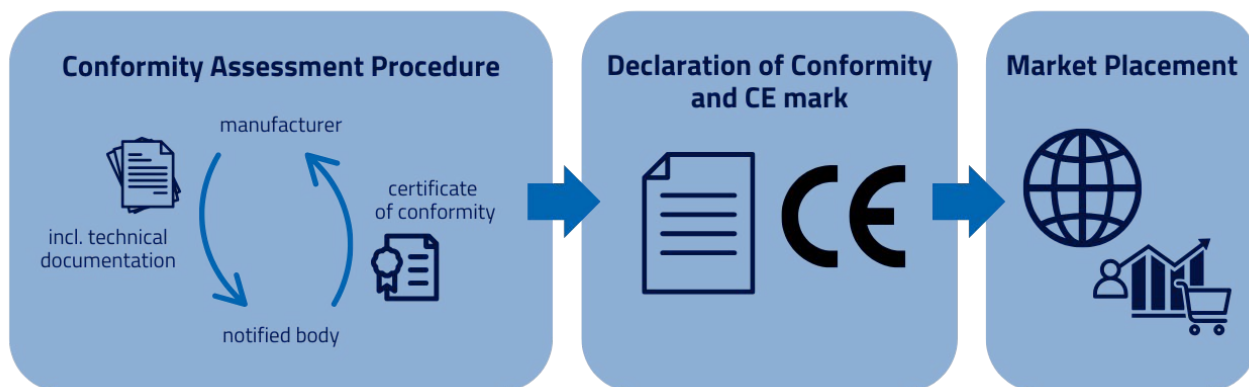 Conformity Assessment Procedure
manufacturer
incl. technical
documentation
certificate
of conformity
notified body
Declaration of Conformity
and CE mark
CE
Market Placement